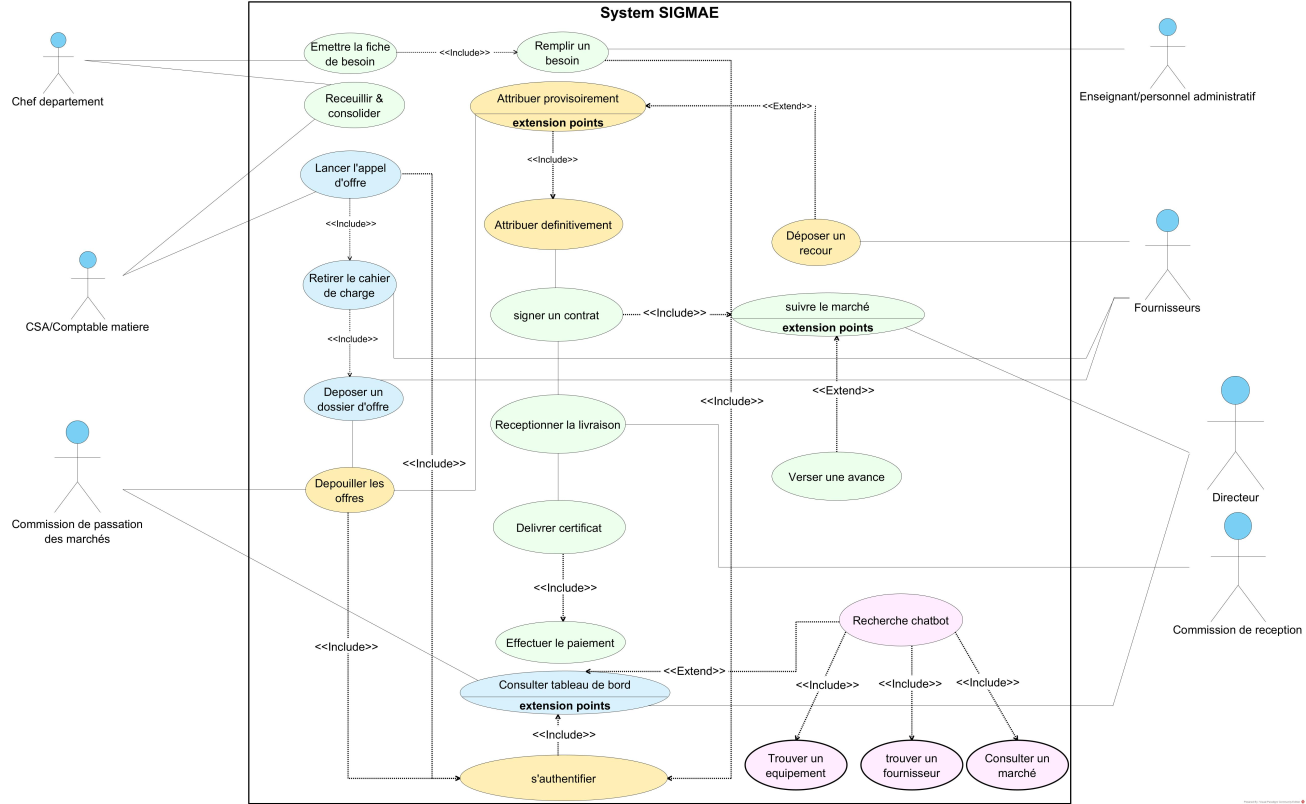 System SIGMAE
Chef departement
Emettre la fiche
de besoin
<<Include>>
Remplir un
besoin
Enseignant/personnel administratif
Receuillir &
consolider
Attribuer provisoirement
extension points
<<Extend>>
<<Include>>
Lancer l'appel
d'offre
<<Include>>
Attribuer definitivement
Déposer un
recour
Fournisseurs
CSA/Comptable matiere
Retirer le cahier
de charge
<<Include>>
signer un contrat
<<Include>>
suivre le marché
extension points
<<Extend>>
<<Include>>
Deposer un
dossier d'offre
Receptionner la livraison
Directeur
Commission de passation
des marchés
<<Include>>
Depouiller les
offres
Verser une avance
Delivrer certificat
<<Include>>
Commission de reception
Effectuer le paiement
Recherche chatbot
<<Include>>
<<Extend>>
Consulter tableau de bord
extension points
<<Include>>
<<Include>>
<<Include>>
<<Include>>
s'authentifier
Trouver un
equipement
trouver un
fournisseur
Consulter un
marché